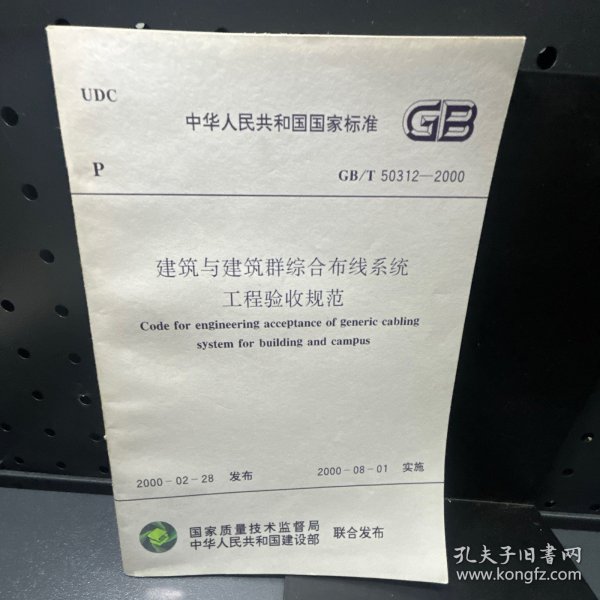 UDC
中华人民共和国国家标准
GB
P
GB/T 50312—2000
建筑与建筑群综合布线系统
工程验收规范
Code for engineering acceptance of generic cabling
system for building and campus
2000-02-28 发布
2000-08-01 实施
国家质量技术监督局
中华人民共和国建设部
联合发布
孔夫子旧書网
www.kongfz.com